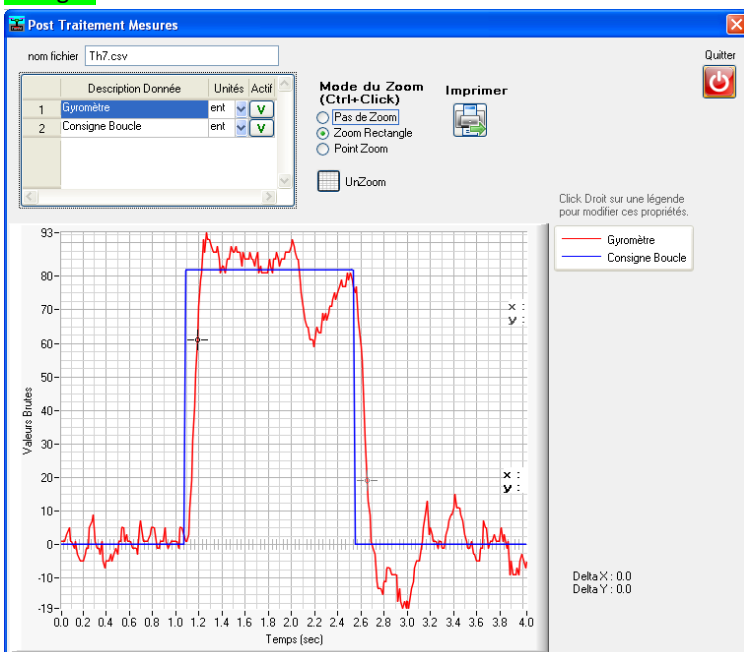 Post Traitement Mesures
nom fichier Th7.csv
Quitter
Description Donnée Unités Actif
1 Gyromètre ent V
2 Consigne Boucle ent V
Mode du Zoom
(Ctrl+Click)
Pas de Zoom
Zoom Rectangle
Point Zoom
UnZoom
Imprimer
Click Droit sur une légende
pour modifier ces propriétés.
Gyromètre
Consigne Boucle
93
80
70
60
50
40
30
20
10
0
-10
-19
Valeurs Brutes
x :
y :
x :
y :
0.0 0.2 0.4 0.6 0.8 1.0 1.2 1.4 1.6 1.8 2.0 2.2 2.4 2.6 2.8 3.0 3.2 3.4 3.6 3.8 4.0
Temps (sec)
Delta X : 0.0
Delta Y : 0.0